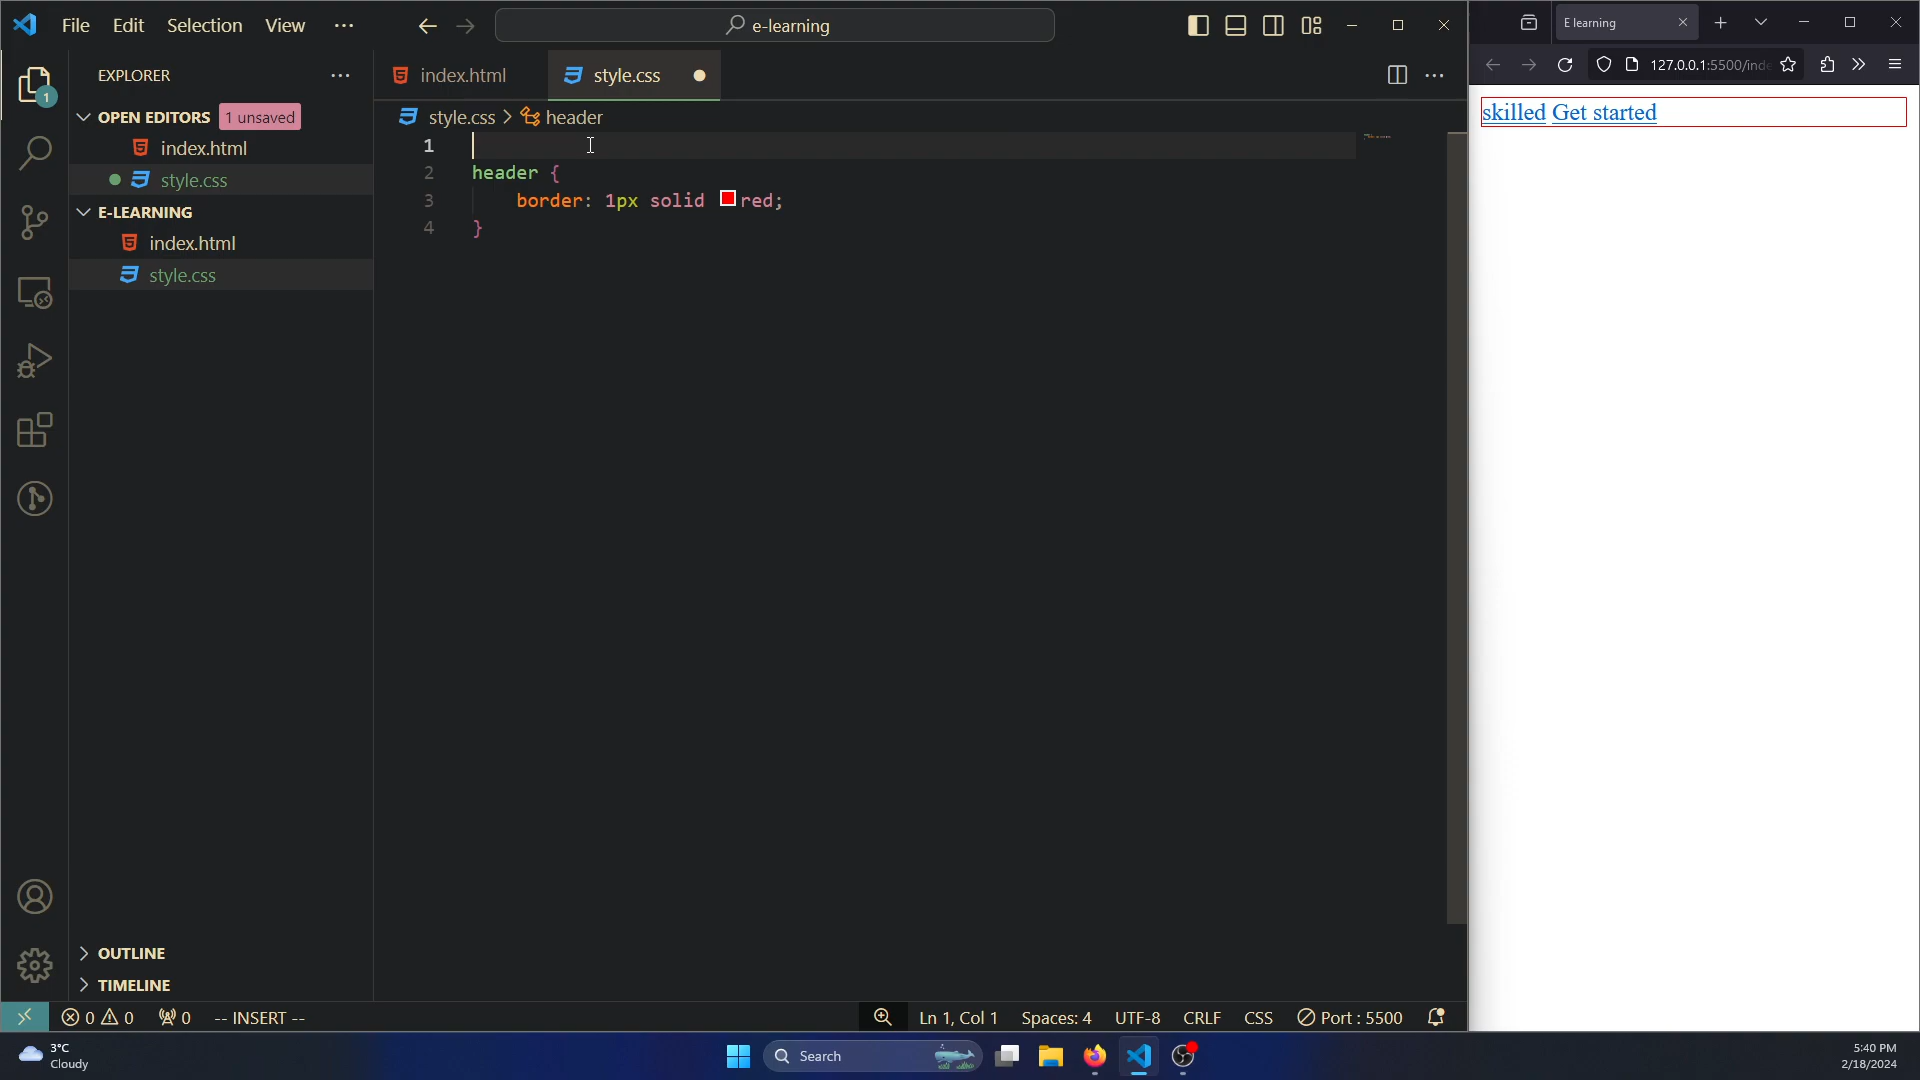 File Edit Selection View ···
e-learning
EXPLORER
OPEN EDITORS 1 unsaved
index.html
style.css
E-LEARNING
index.html
style.css
OUTLINE
TIMELINE
1
index.html style.css
style.css > header
1
2 header {
3 border: 1px solid red;
4 }
0 0 0 -- INSERT --
Ln 1, Col 1 Spaces: 4 UTF-8 CRLF CSS Port : 5500
E learning
127.0.0.1:5500/inde
skilled Get started
3°C
Cloudy
Search
5:40 PM
2/18/2024